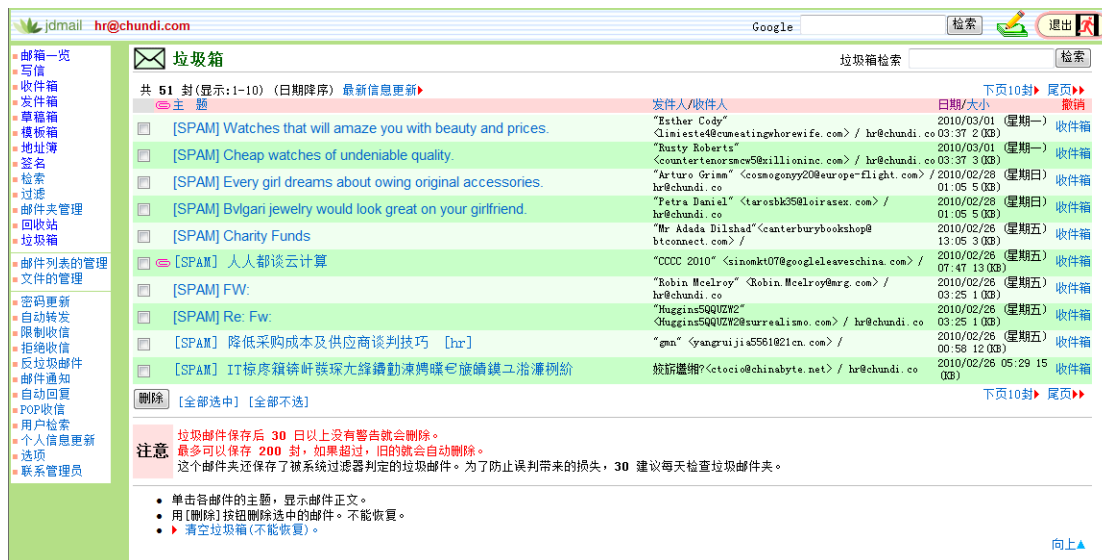 jdmail hr@chundi.com Google 检索 退出
邮箱一览
写信
收件箱
发件箱
草稿箱
模板箱
地址簿
签名
检索
过滤
邮件夹管理
回收站
垃圾箱
邮件列表的管理
文件的管理
密码更新
自动转发
限制收信
拒绝收信
反垃圾邮件
邮件通知
自动回复
POP收信
用户检索
个人信息更新
选项
联系管理员
垃圾箱 垃圾箱检索 检索
共 51 封(显示:1-10) (日期降序) 最新信息更新 下页10封 尾页
主 题 发件人/收件人 日期/大小 撤销
[SPAM] Watches that will amaze you with beauty and prices. "Esther Cody" 2010/03/01 (星期一) 收件箱
<limieste4@cumeatingwhorewife.com> / hr@chundi.co 03:37 2(KB)
[SPAM] Cheap watches of undeniable quality. "Rusty Roberts" 2010/03/01 (星期一) 收件箱
<countertenorsmcw5@xillioninc.com> / hr@chundi.co 03:37 3(KB)
[SPAM] Every girl dreams about owing original accessories. "Arturo Grimm" <cosmogonyy20@europe-flight.com> / 2010/02/28 (星期日) 收件箱
hr@chundi.co 01:05 5(KB)
[SPAM] Bvlgari jewelry would look great on your girlfriend. "Petra Daniel" <tarosbk35@loirasex.com> / 2010/02/28 (星期日) 收件箱
hr@chundi.co 01:05 5(KB)
[SPAM] Charity Funds "Mr Adada Dilshad"<canterburybookshop@ 2010/02/26 (星期五) 收件箱
btconnect.com> / 13:05 3(KB)
[SPAM] 人人都谈云计算 "CCCC 2010" <sinomkt07@googleleaveschina.com> / 2010/02/26 (星期五) 收件箱
07:47 13(KB)
[SPAM] FW: "Robin Mcelroy" <Robin.Mcelroy@mrg.com> / 2010/02/26 (星期五) 收件箱
hr@chundi.co 03:25 1(KB)
[SPAM] Re: Fw: "Huggins5QQUZW2" 2010/02/26 (星期五) 收件箱
<Huggins5QQUZW2@surrealismo.com> / hr@chundi.co 03:25 1(KB)
[SPAM] 降低采购成本及供应商谈判技巧 [hr] "gmn" <yangruijia5561@21cn.com> / 2010/02/26 (星期五) 收件箱
00:58 12(KB)
[SPAM] IT <ctocio@chinabyte.net> / hr@chundi.co 2010/02/26 05:29 15 收件箱
(KB)
删除 [全部选中] [全部不选] 下页10封 尾页
注意
垃圾邮件保存后 30 日以上没有警告就会删除。
最多可以保存 200 封，如果超过，旧的就会自动删除。
这个邮件夹还保存了被系统过滤器判定的垃圾邮件。为了防止误判带来的损失，30 建议每天检查垃圾邮件夹。
单击各邮件的主题，显示邮件正文。
用[删除]按钮删除选中的邮件。不能恢复。
清空垃圾箱(不能恢复)。
向上